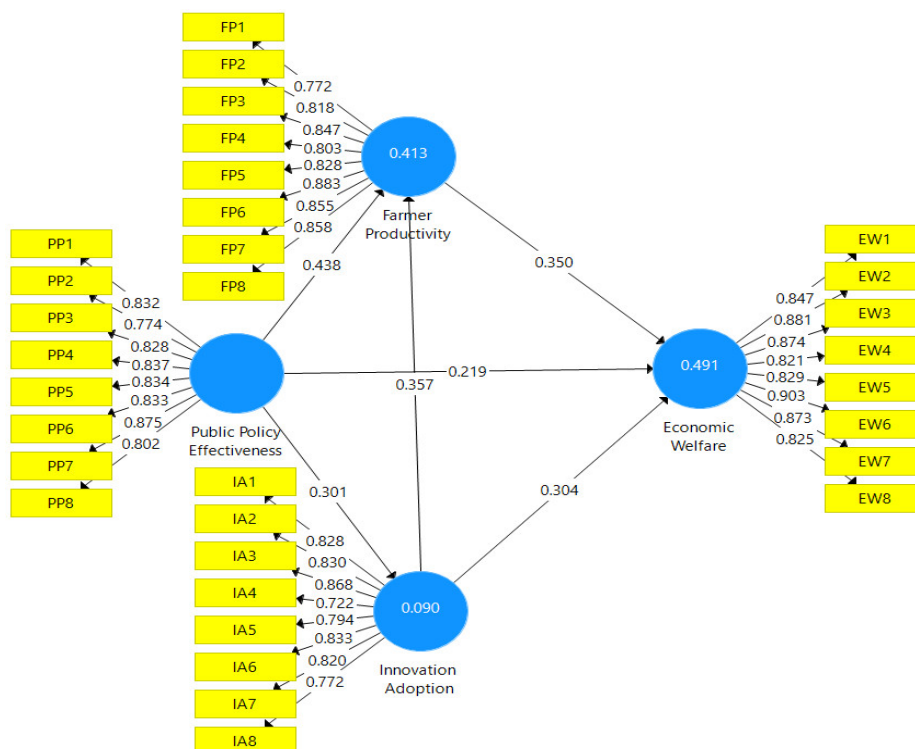 FP1
FP2
FP3
FP4
FP5
FP6
FP7
FP8
0.772
0.818
0.847
0.803
0.828
0.883
0.855
0.858
0.413
Farmer
Productivity
0.438
0.350
PP1
PP2
PP3
PP4
PP5
PP6
PP7
PP8
0.832
0.774
0.828
0.837
0.834
0.833
0.875
0.802
Public Policy
Effectiveness
0.219
0.357
0.301
0.304
EW1
EW2
EW3
EW4
EW5
EW6
EW7
EW8
0.847
0.881
0.874
0.821
0.829
0.903
0.873
0.825
0.491
Economic
Welfare
IA1
IA2
IA3
IA4
IA5
IA6
IA7
IA8
0.828
0.830
0.868
0.722
0.794
0.833
0.820
0.772
0.090
Innovation
Adoption